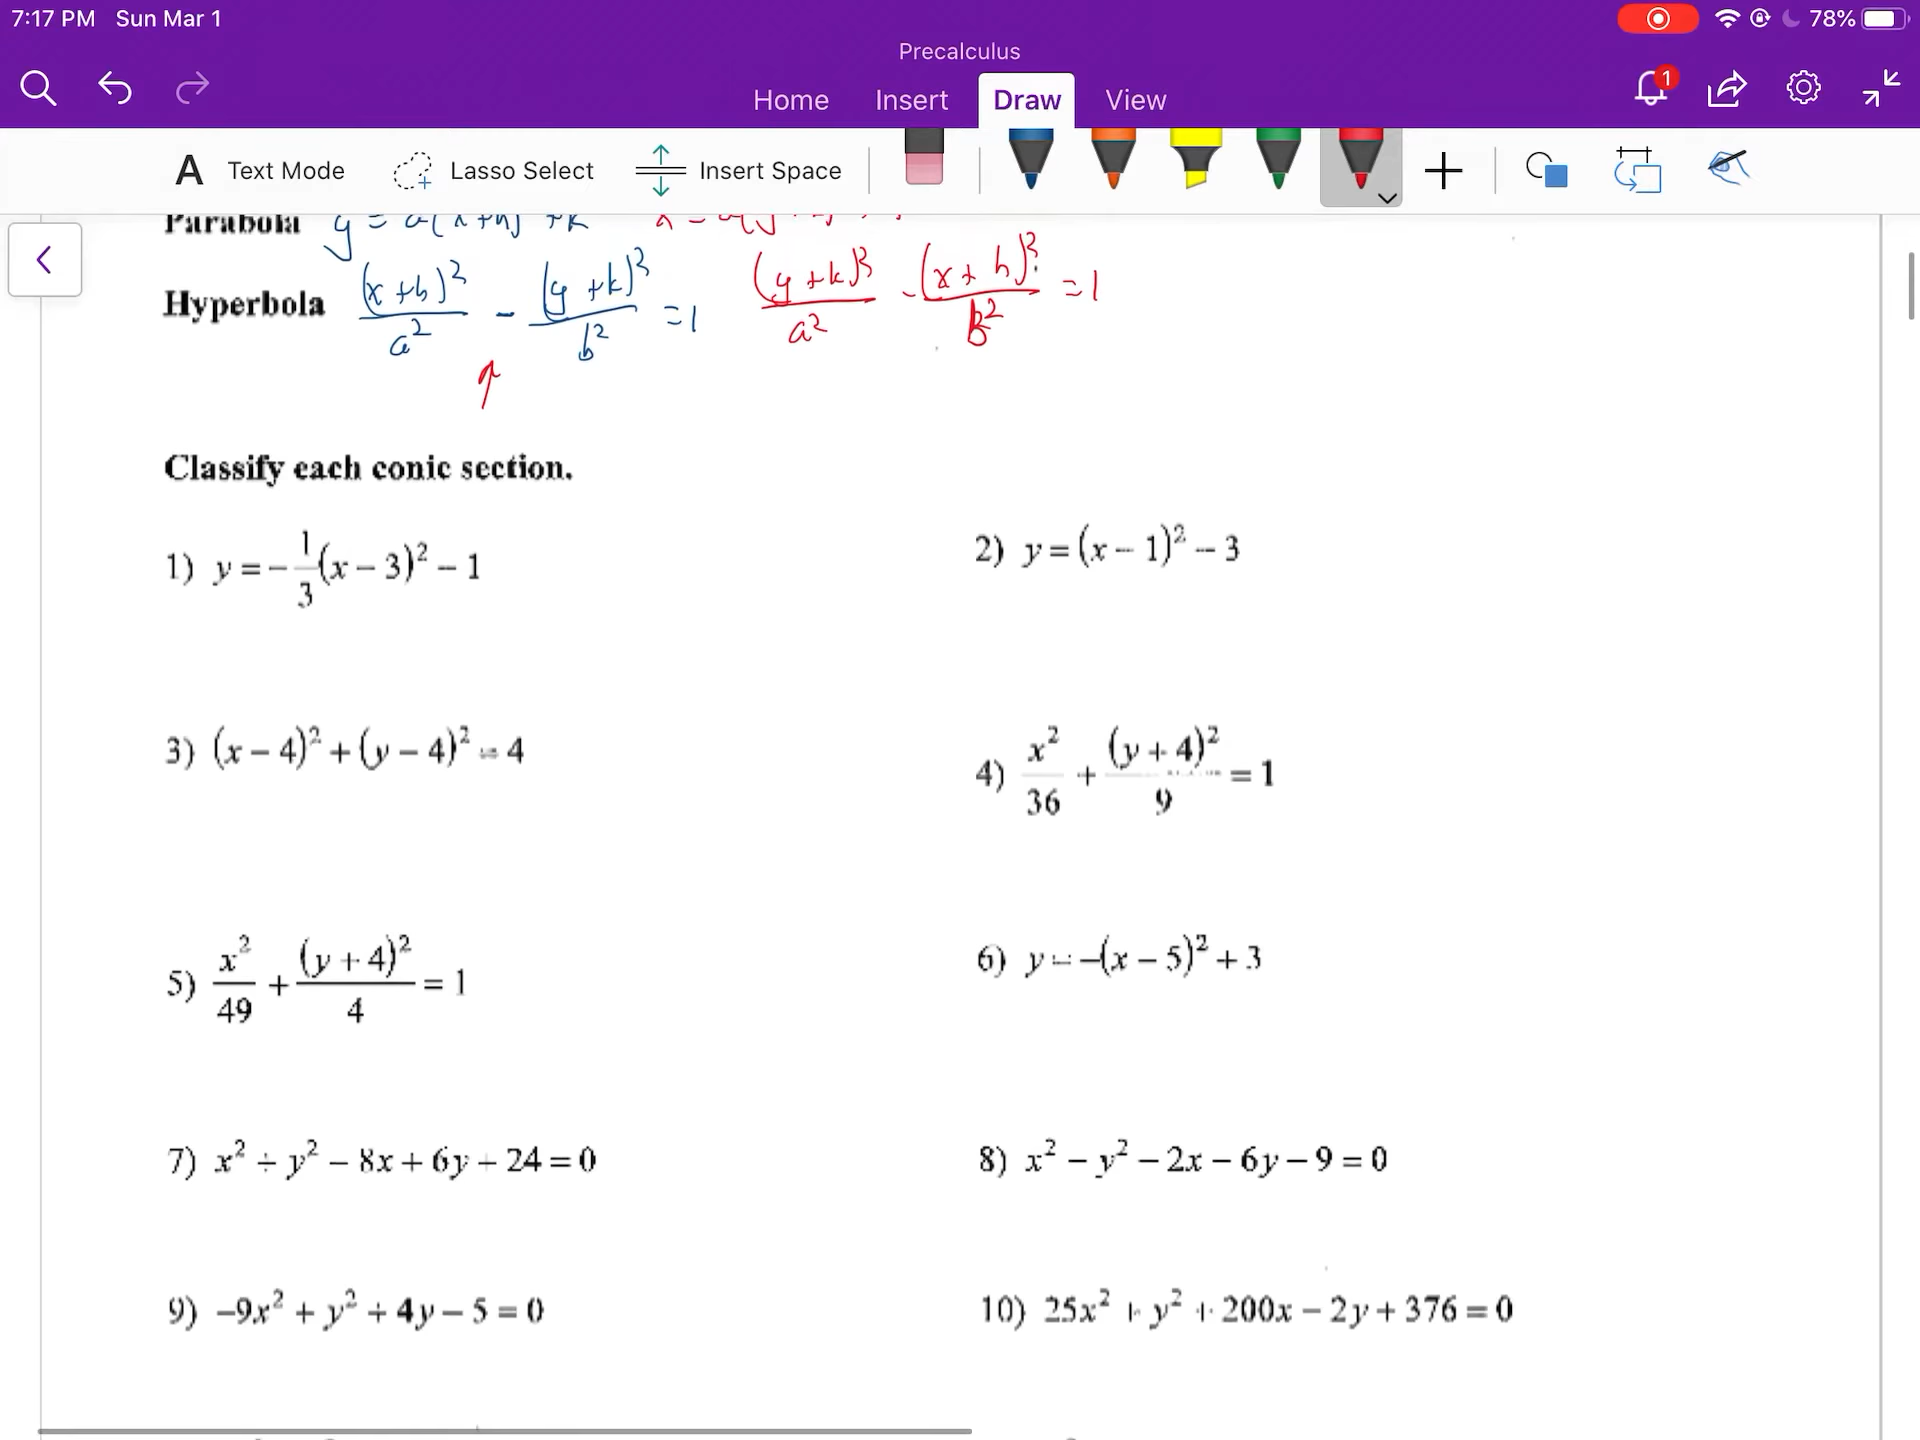 7:17 PM Sun Mar 1
78%
Precalculus
Home Insert Draw View
1
A Text Mode Lasso Select Insert Space
Parabola y = a(x+h) +k
Hyperbola (x+h)²/a² - (y+k)²/b² =1 (y+k)²/a² - (x+h)²/b² =1
Classify each conic section.
1) y = -1/3(x - 3)² - 1
2) y = (x - 1)² - 3
3) (x - 4)² + (y - 4)² = 4
4) x²/36 + (y + 4)²/9 = 1
5) x²/49 + (y + 4)²/4 = 1
6) y = -(x - 5)² + 3
7) x² + y² - 8x + 6y + 24 = 0
8) x² - y² - 2x - 6y - 9 = 0
9) -9x² + y² + 4y - 5 = 0
10) 25x² + y² + 200x - 2y + 376 = 0